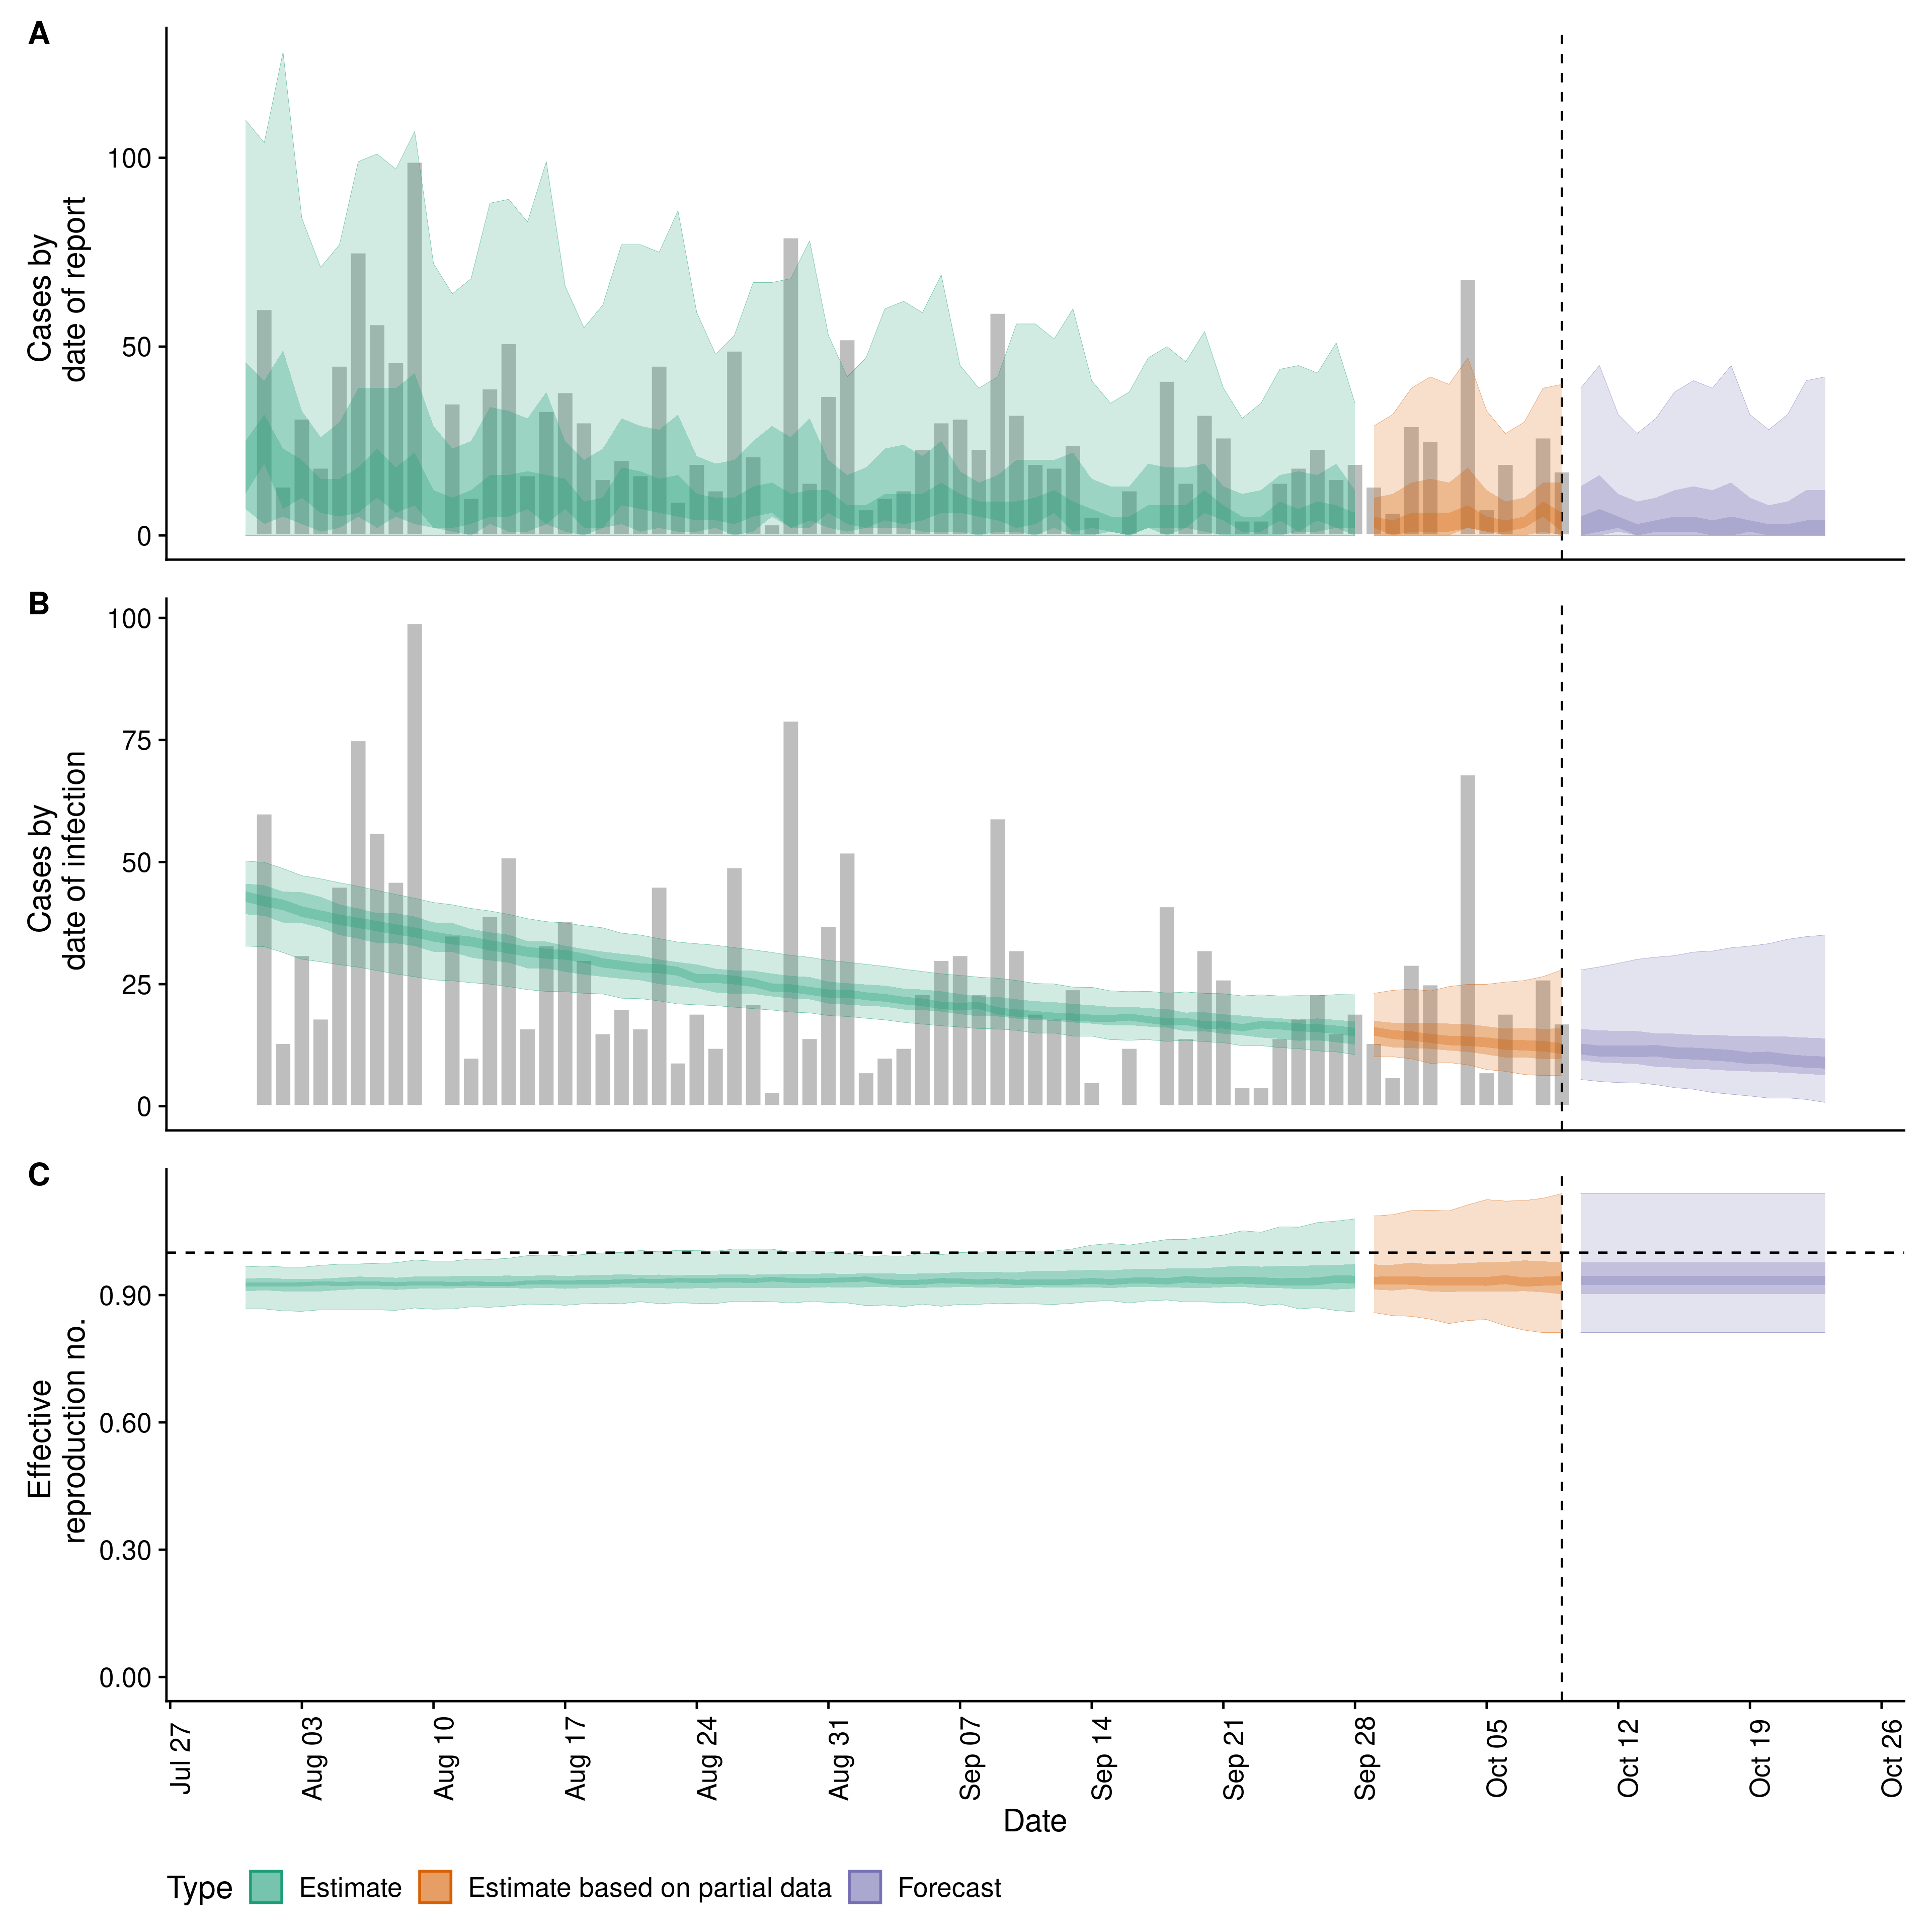 A
Cases by
date of report
100
50
0
B
Cases by
date of infection
100
75
50
25
0
C
Effective
reproduction no.
0.90
0.60
0.30
0.00
Jul 27
Aug 03
Aug 10
Aug 17
Aug 24
Aug 31
Sep 07
Sep 14
Sep 21
Sep 28
Oct 05
Oct 12
Oct 19
Oct 26
Date
Type Estimate Estimate based on partial data Forecast